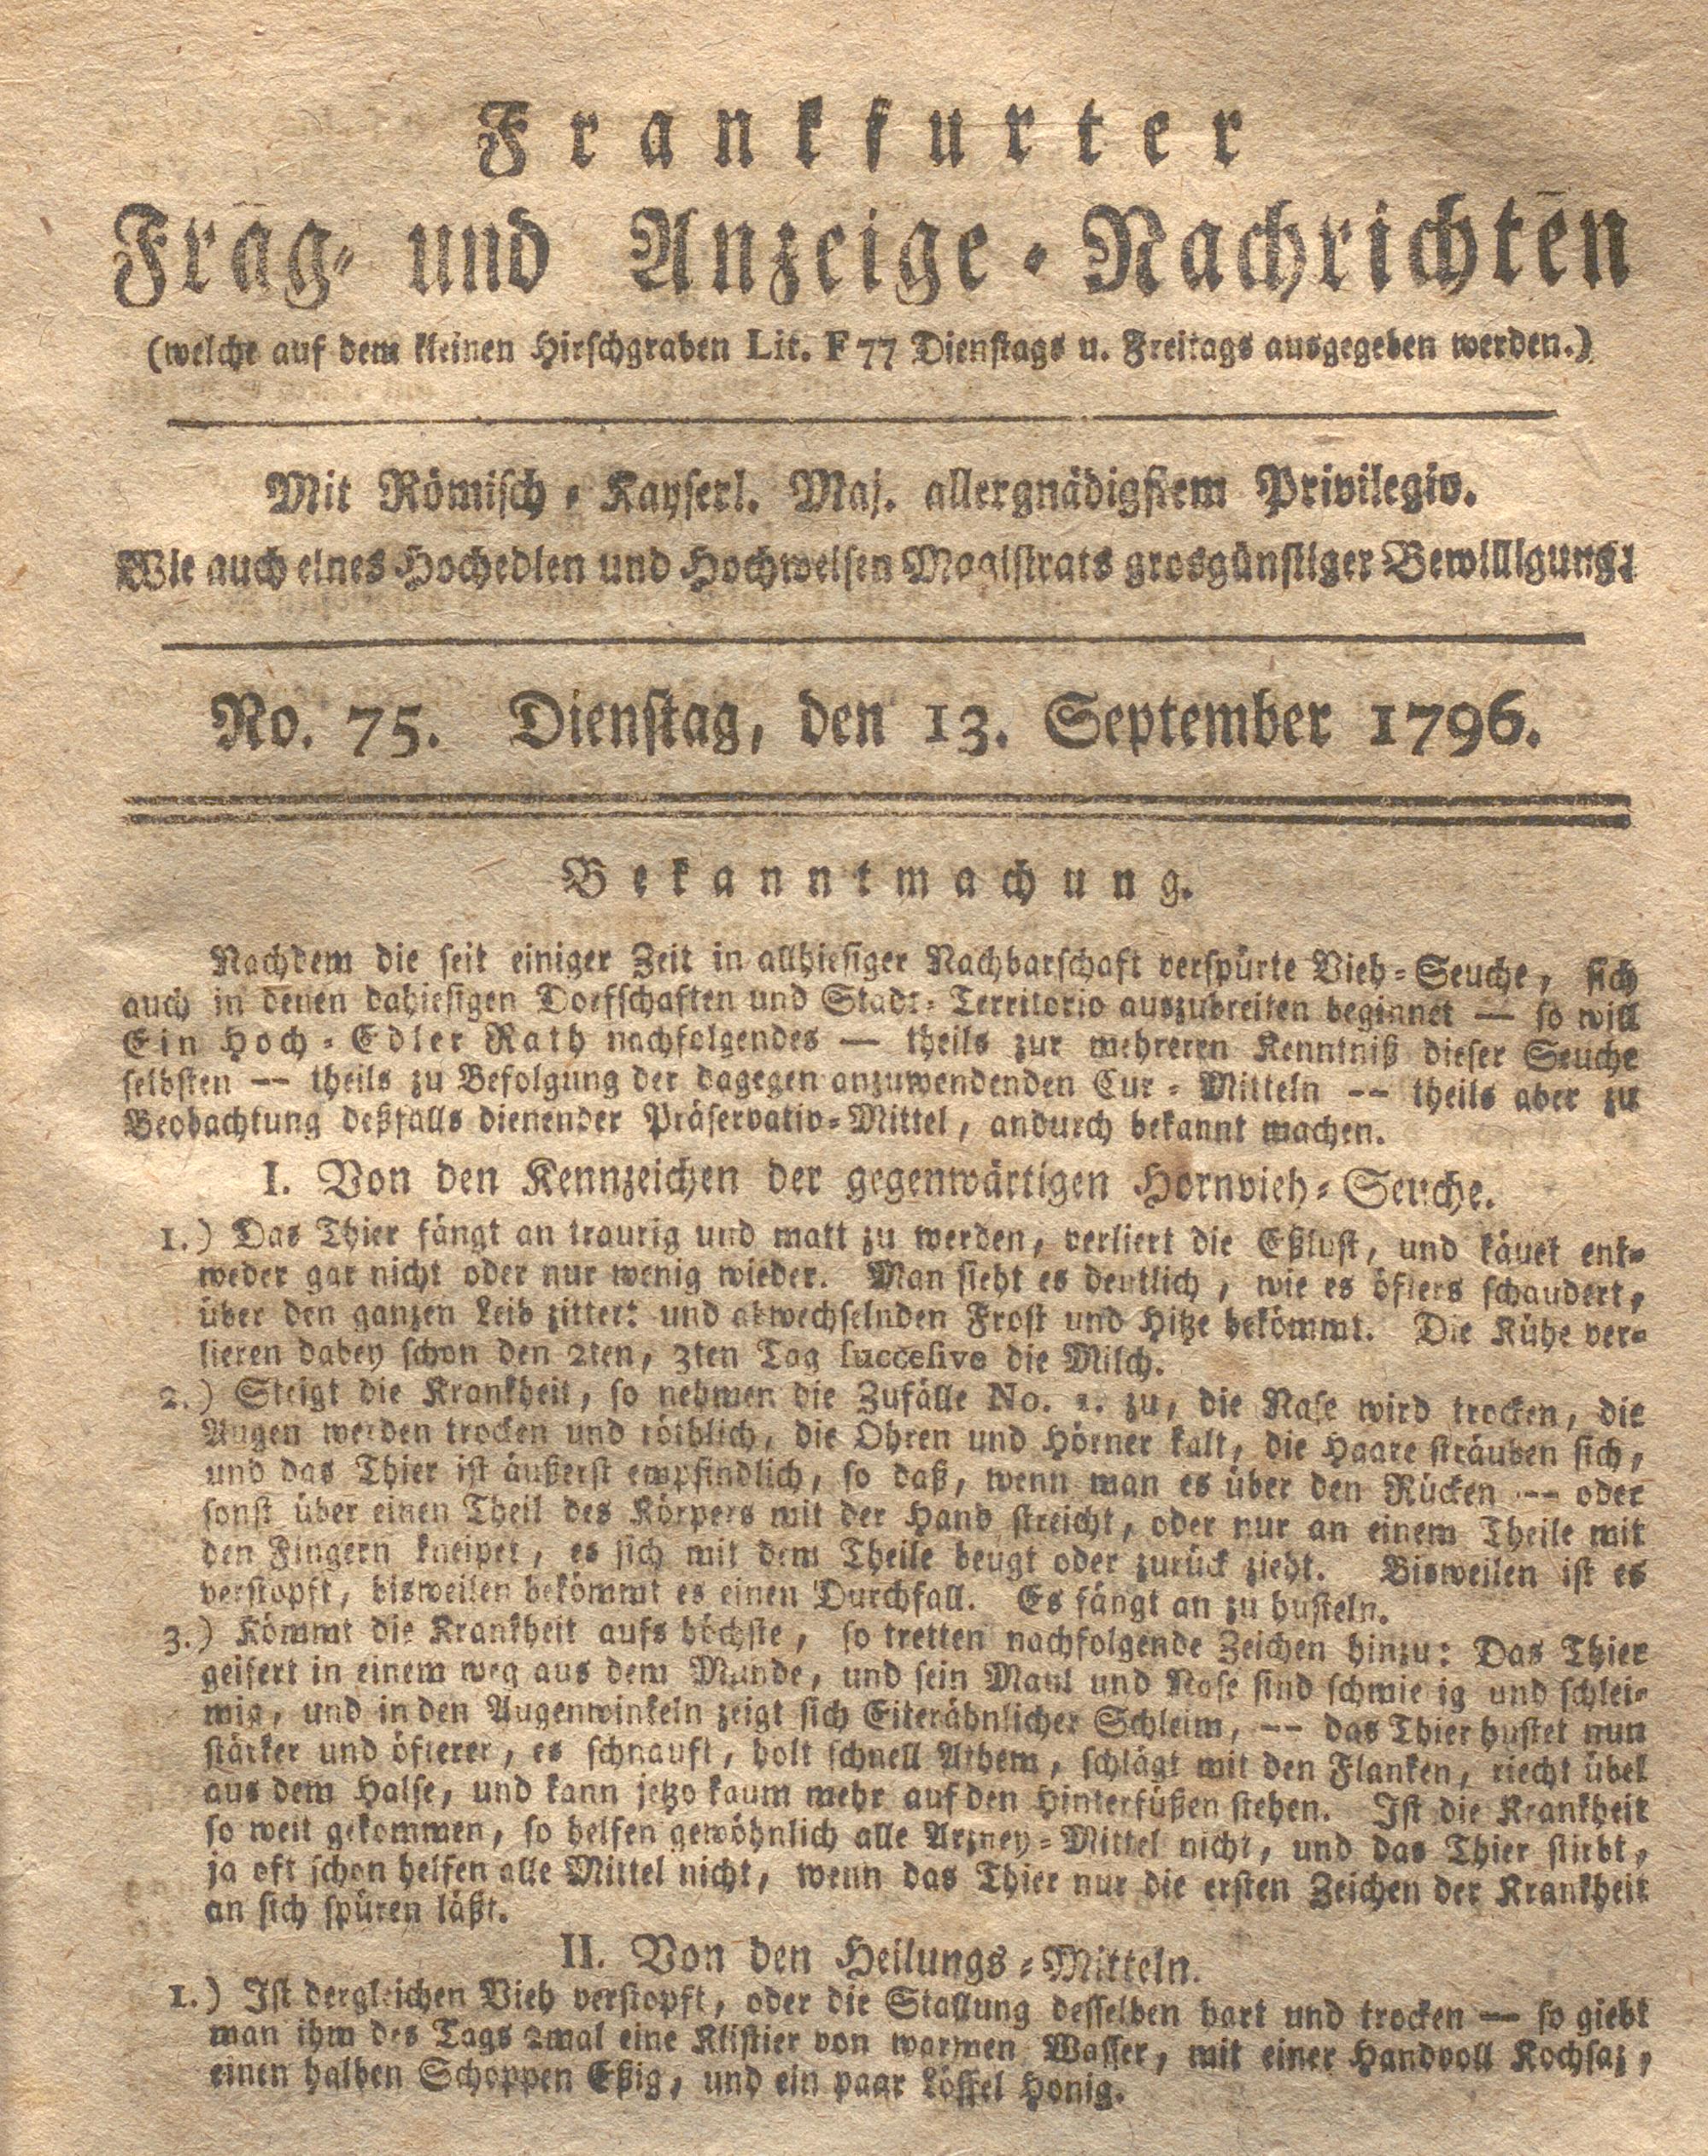 Frankfurter
Frag- und Anzeige-Nachrichten
(welche auf dem kleinen Hirschgraben Lit. F 77 Dienstags u. Freitags ausgegeben werden.)
Mit Römisch-Kayserl. Maj. allergnädigstem Privilegio.
Wie auch eines Hochedlen und Hochweisen Magistrats grosgünstiger Bewilligung.
No. 75. Dienstag, den 13. September 1796.
Bekanntmachung.
Nachdem die seit einiger Zeit in allhiesiger Nachbarschaft verspürte Vieh-Seuche, sich
auch in denen dahiesigen Dorfschaften und Stadt-Territorio auszubreiten beginnet — so will
Ein Hoch-Edler Rath nachfolgendes — theils zur mehreren Kenntniß dieser Seuche
selbsten -- theils zu Befolgung der dagegen anzuwendenden Cur-Mitteln -- theils aber zu
Beobachtung deßfalls dienender Präservativ-Mittel, andurch bekannt machen.
I. Von den Kennzeichen der gegenwärtigen Hornvieh-Seuche.
1.) Das Thier fängt an traurig und matt zu werden, verliert die Eßlust, und käuet ent-
weder gar nicht oder nur wenig wieder. Man sieht es deutlich, wie es öfters schaudert,
über den ganzen Leib zittert und abwechselnden Frost und Hitze bekömmt. Die Kühe ver-
lieren dabey schon den 2ten, 3ten Tag succesive die Milch.
2.) Steigt die Krankheit, so nehmen die Zufälle No. 1. zu, die Nase wird trocken, die
Augen werden trocken und röthlich, die Ohren und Hörner kalt, die Haare sträuben sich,
und das Thier ist äußerst empfindlich, so daß, wenn man es über den Rücken -- oder
sonst über einen Theil des Körpers mit der Hand streicht, oder nur an einem Theile mit
den Fingern kneipet, es sich mit dem Theile beugt oder zurück zieht. Bisweilen ist es
verstopft, bisweilen bekömmt es einen Durchfall. Es fängt an zu husteln.
3.) Kömmt die Krankheit aufs höchste, so tretten nachfolgende Zeichen hinzu: Das Thier
geifert in einem weg aus dem Munde, und sein Maul und Nase sind schmierig und schlei-
mig, und in den Augenwinkeln zeigt sich Eiterähnlicher Schleim, -- das Thier hustet nun
stärker und öfterer, es schnauft, holt schnell Athem, schlägt mit den Flanken, riecht übel
aus dem Halse, und kann jetzo kaum mehr auf den Hinterfüßen stehen. Ist die Krankheit
so weit gekommen, so helfen gewöhnlich alle Arzney-Mittel nicht, und das Thier stirbt,
ja oft schon helfen alle Mittel nicht, wenn das Thier nur die ersten Zeichen der Krankheit
an sich spüren läßt.
II. Von den Heilungs-Mitteln.
1.) Ist dergleichen Vieh verstopft, oder die Stallung desselben hart und trocken — so giebt
man ihm des Tags 2mal eine Klistier von warmen Wasser, mit einer Handvoll Kochsaz,
einen halben Schoppen Eßig, und ein paar Löffel Honig.